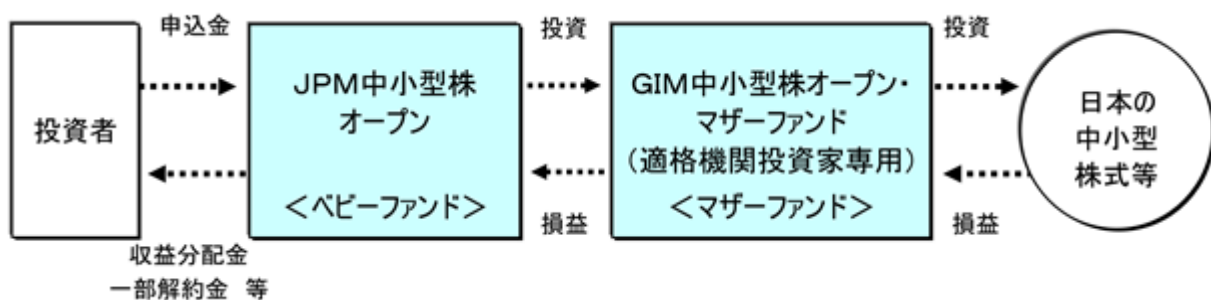 申込金
投資
投資
投資者
JPM中小型株
オープン
<ベビーファンド>
GIM中小型株オープン・
マザーファンド
(適格機関投資家専用)
<マザーファンド>
日本の
中小型
株式等
収益分配金
一部解約金 等
損益
損益